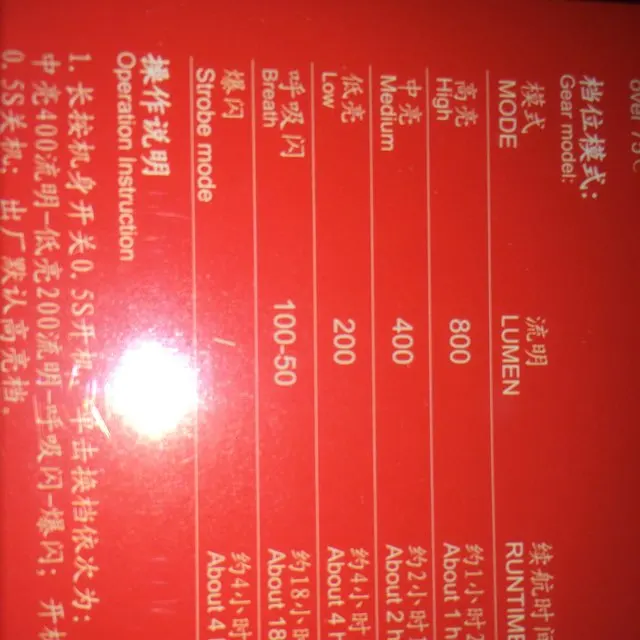 档位模式:
Gear model:
模式 流明 续航时间
MODE LUMEN RUNTIME
高亮 约1小时
High 800 About 1 h
中亮 约2小时
Medium 400 About 2 h
低亮 约4小时
Low 200 About 4 h
呼吸闪 约18小时
Breath 100-50 About 18
爆闪 约4小时
Strobe mode / About 4
操作说明
Operation Instruction
1. 长按机身开关0.5S开机, 单击换档依次为:
中亮400流明-低亮200流明-呼吸闪-爆闪; 开机
0.5S关机; 出厂默认高亮档。